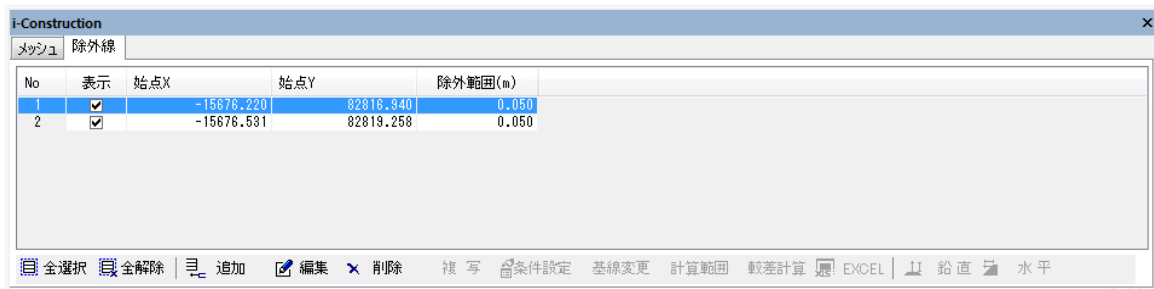 i-Construction
メッシュ 除外線
No 表示 始点X 始点Y 除外範囲(m)
1 -15676.220 82816.940 0.050
2 -15676.531 82819.258 0.050
全選択 全解除 追加 編集 削除 複写 条件設定 基線変更 計算範囲 較差計算 EXCEL 鉛直 水平